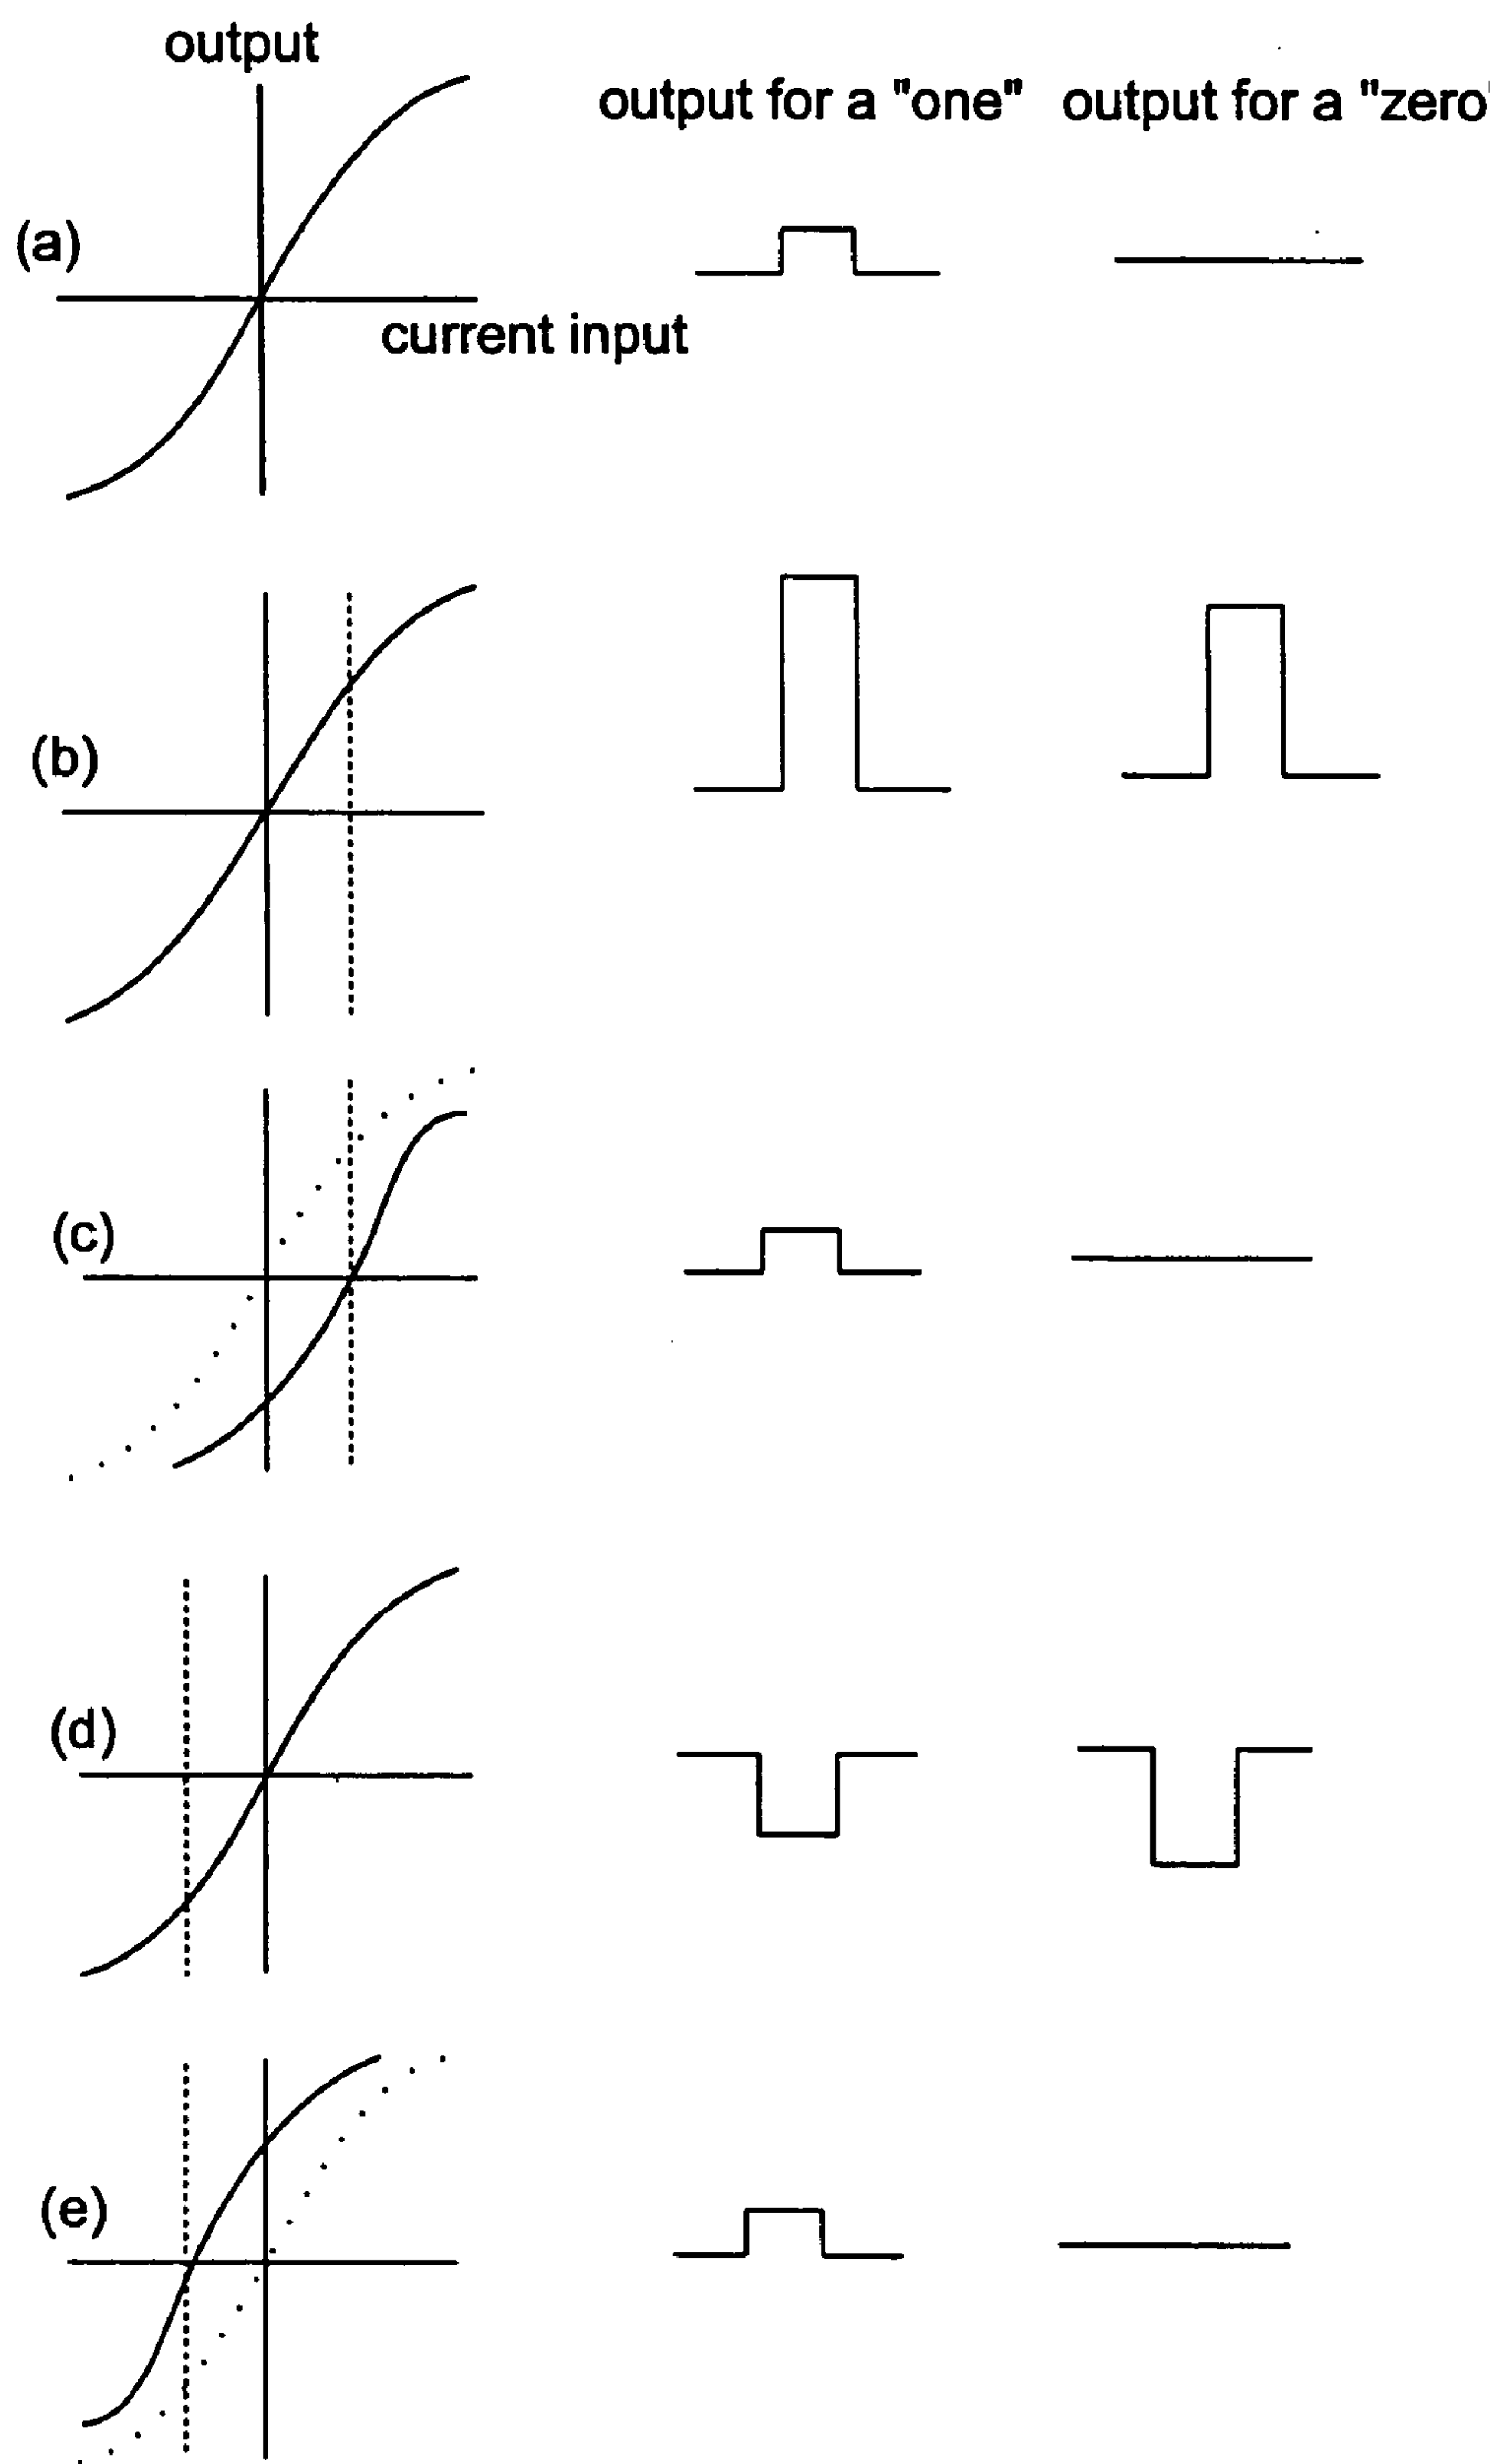 output
output for a "one" output for a "zero"
(a)
current input
(b)
(c)
(d)
(e)